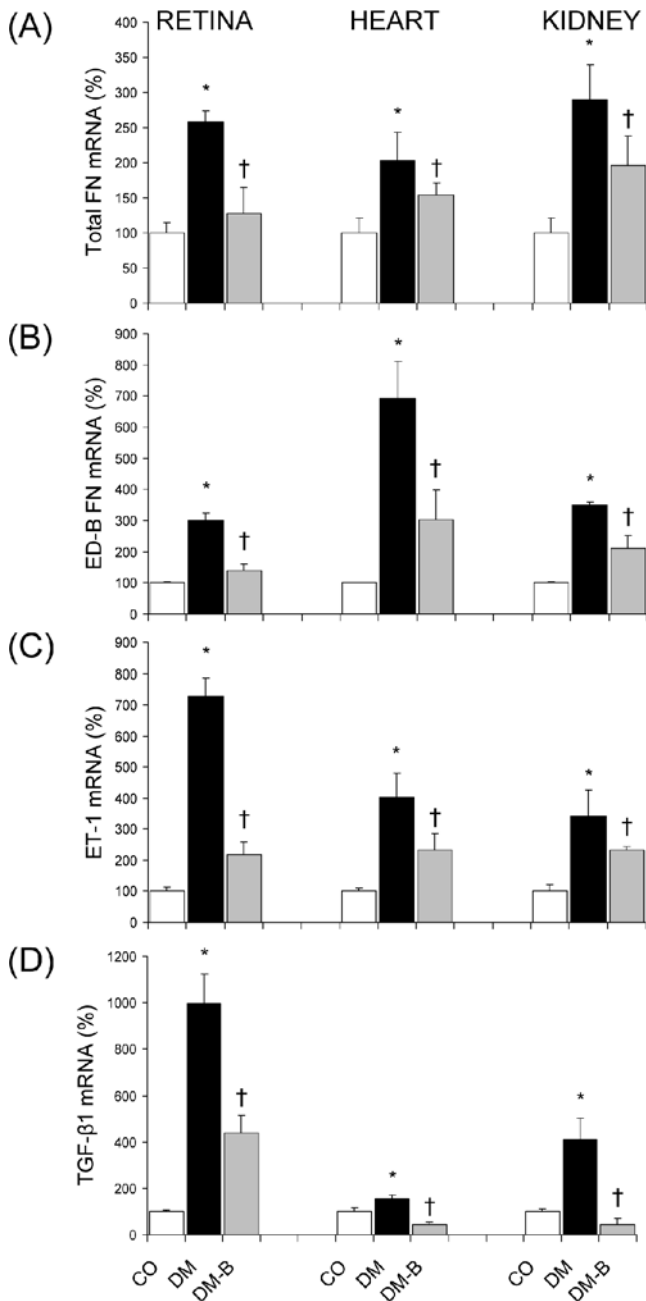 (A) RETINA HEART KIDNEY
Total FN mRNA (%)
400
350
300
250
200
150
100
50
0
* † * † * †
(B)
ED-B FN mRNA (%)
900
800
700
600
500
400
300
200
100
0
* † * † * †
(C)
ET-1 mRNA (%)
900
800
700
600
500
400
300
200
100
0
* † * † * †
(D)
TGF-β1 mRNA (%)
1200
1000
800
600
400
200
0
* † * † * †
CO DM DM-B CO DM DM-B CO DM DM-B